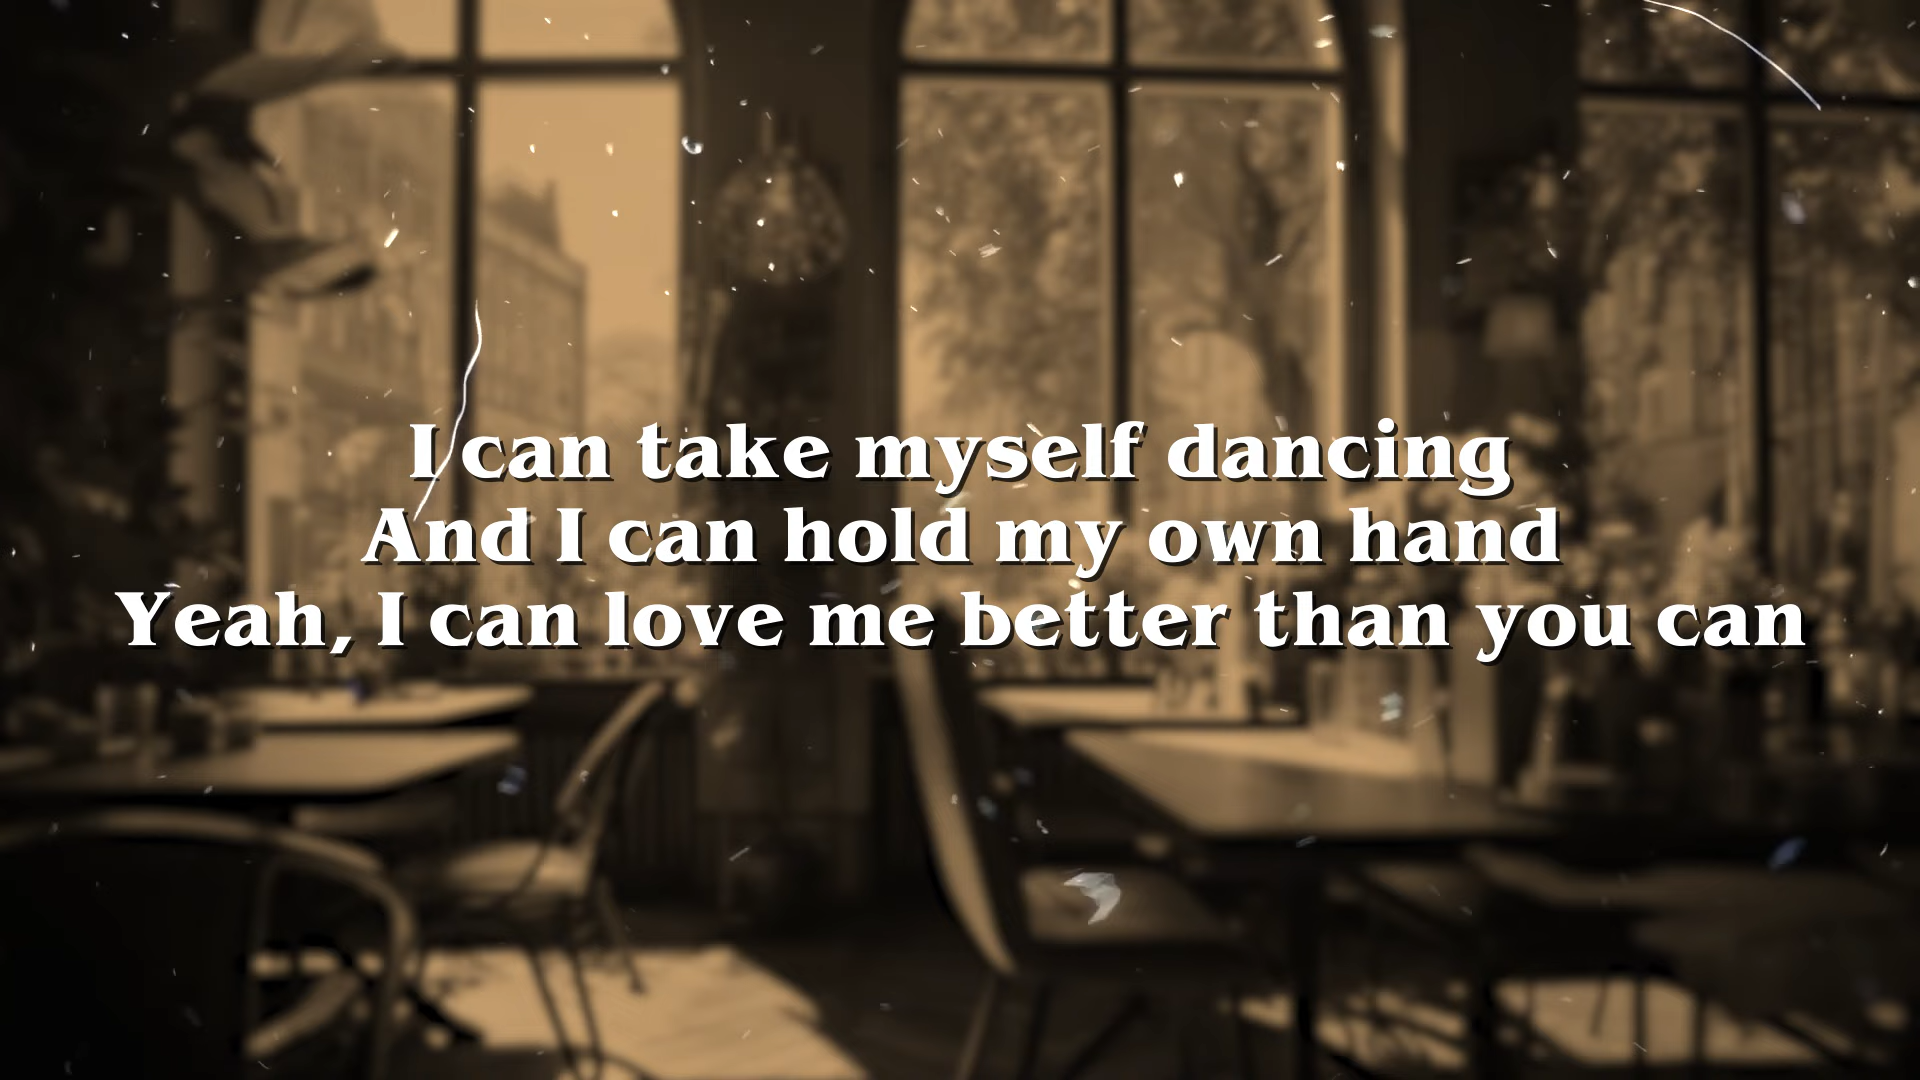 I can take myself dancing
And I can hold my own hand
Yeah, I can love me better than you can